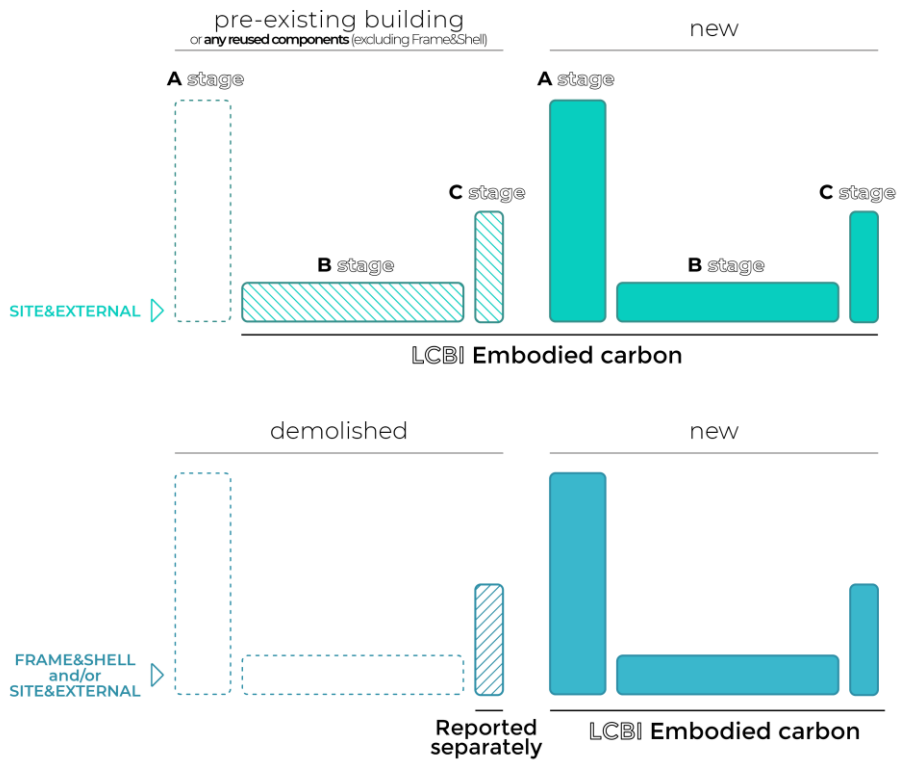 pre-existing building
or any reused components (excluding Frame&Shell)
new
A stage
A stage
C stage
C stage
B stage
B stage
SITE&EXTERNAL
LCBI Embodied carbon
demolished
new
FRAME&SHELL
and/or
SITE&EXTERNAL
Reported
separately
LCBI Embodied carbon